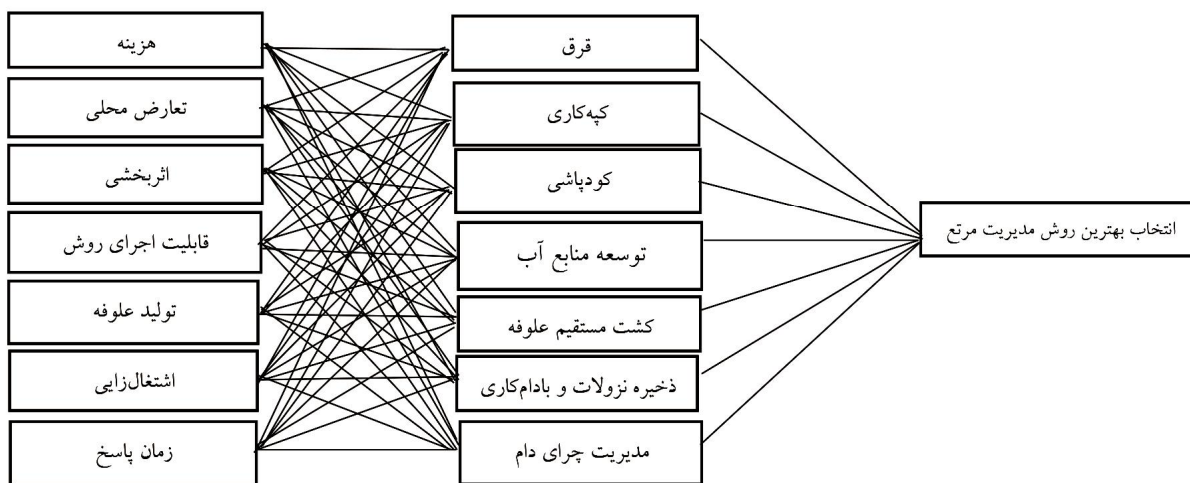 انتخاب بهترین روش مدیریت مرتع
قرق
کپه‌کاری
کودپاشی
توسعه منابع آب
کشت مستقیم علوفه
ذخیره نزولات و بادام‌کاری
مدیریت چرای دام
هزینه
تعارض محلی
اثربخشی
قابلیت اجرای روش
تولید علوفه
اشتغال‌زایی
زمان پاسخ